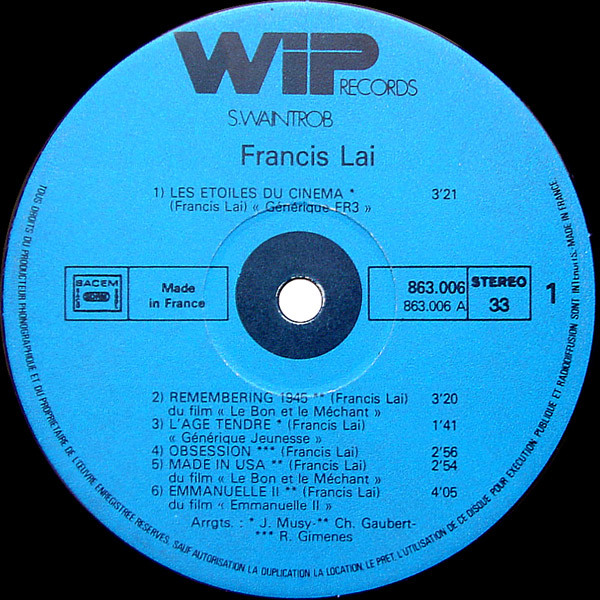 WIP
RECORDS
S.WAINTROB
Francis Lai
1) LES ETOILES DU CINEMA * 3'21
(Francis Lai) « Générique FR3 »
SACEM
Made
in France
863.006
863.006 A
STEREO
33
1
2) REMEMBERING 1945 ** (Francis Lai) 3'20
du film « Le Bon et le Méchant »
3) L'AGE TENDRE * (Francis Lai) 1'41
« Générique Jeunesse »
4) OBSESSION *** (Francis Lai) 2'56
5) MADE IN USA ** (Francis Lai) 2'54
du film « Le Bon et le Méchant »
6) EMMANUELLE II ** (Francis Lai) 4'05
du film « Emmanuelle II »
Arrgts. : * J. Musy-** Ch. Gaubert-
*** R. Gimenes
TOUS DROITS DU PRODUCTEUR PHONOGRAPHIQUE ET DU PROPRIETAIRE DE L'ŒUVRE ENREGISTREE RESERVES, SAUF AUTORISATION LA DUPLICATION LA LOCATION, LE PRET, L'UTILISATION DE CE DISQUE POUR EXECUTION PUBLIQUE ET RADIODIFFUSION SONT INTERDITS. MADE IN FRANCE